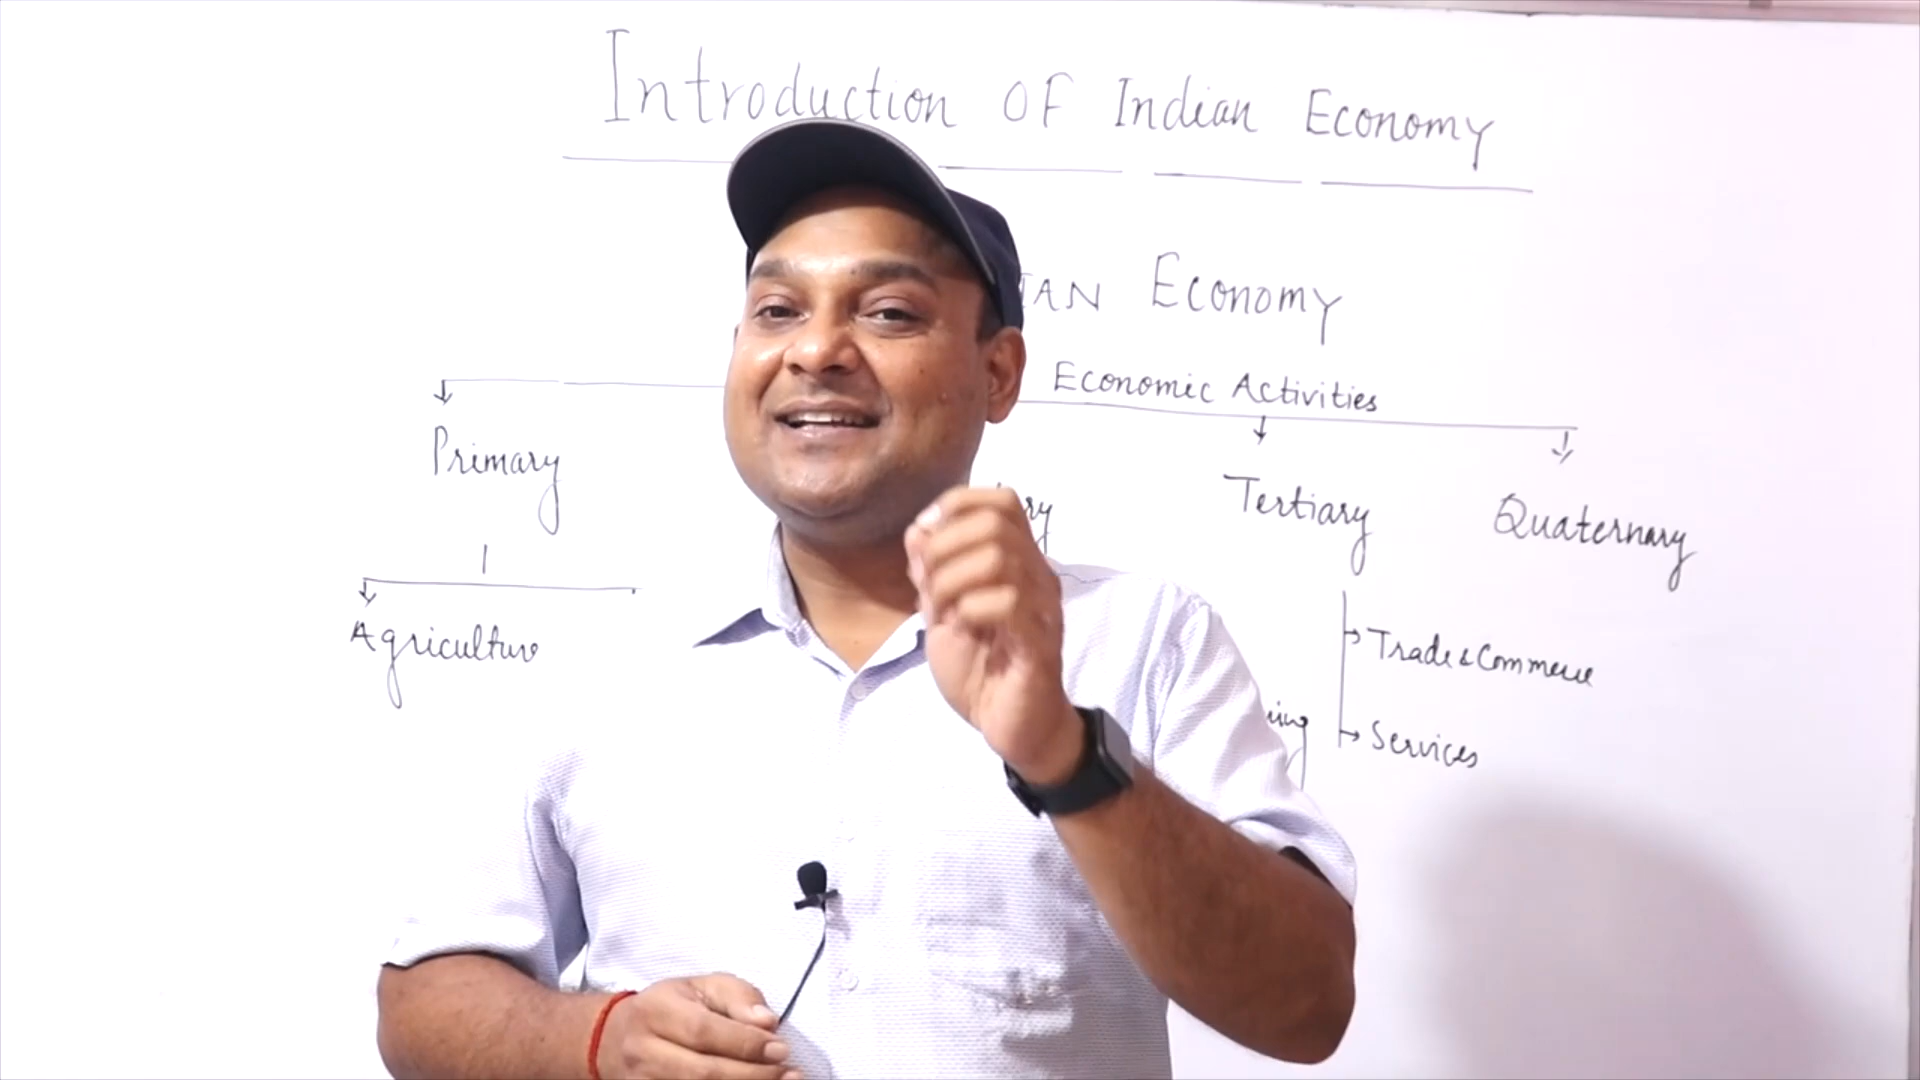 Introduction OF Indian Economy
Economy
Economic Activities
Primary
Tertiary
Quaternary
Agriculture
Trade & Commerce
Services